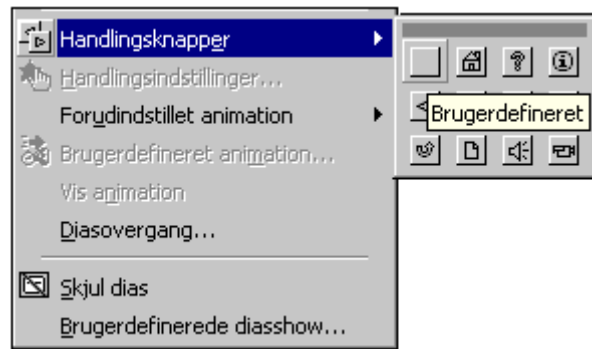 Handlingsknapper
Handlingsindstillinger...
Forudindstillet animation
Brugerdefineret animation...
Vis animation
Diasovergang...
Skjul dias
Brugerdefinerede diasshow...
Brugerdefineret